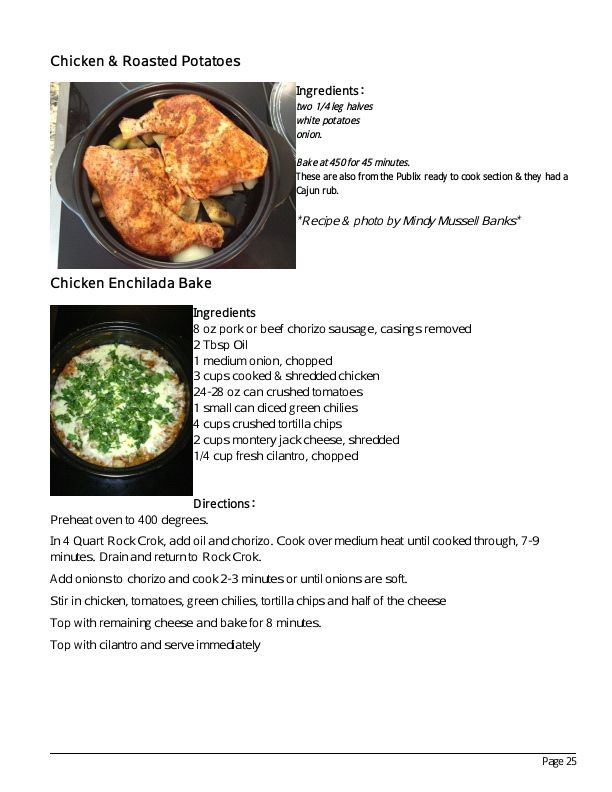 Chicken & Roasted Potatoes
Ingredients:
two 1/4 leg halves
white potatoes
onion.
Bake at 450 for 45 minutes.
These are also from the Publix ready to cook section & they had a
Cajun rub.
*Recipe & photo by Mindy Mussell Banks*
Chicken Enchilada Bake
Ingredients
8 oz pork or beef chorizo sausage, casings removed
2 Tbsp Oil
1 medium onion, chopped
3 cups cooked & shredded chicken
24-28 oz can crushed tomatoes
1 small can diced green chilies
4 cups crushed tortilla chips
2 cups montery jack cheese, shredded
1/4 cup fresh cilantro, chopped
Directions:
Preheat oven to 400 degrees.
In 4 Quart Rock Crok, add oil and chorizo. Cook over medium heat until cooked through, 7-9
minutes. Drain and return to Rock Crok.
Add onions to chorizo and cook 2-3 minutes or until onions are soft.
Stir in chicken, tomatoes, green chilies, tortilla chips and half of the cheese
Top with remaining cheese and bake for 8 minutes.
Top with cilantro and serve immediately
Page 25